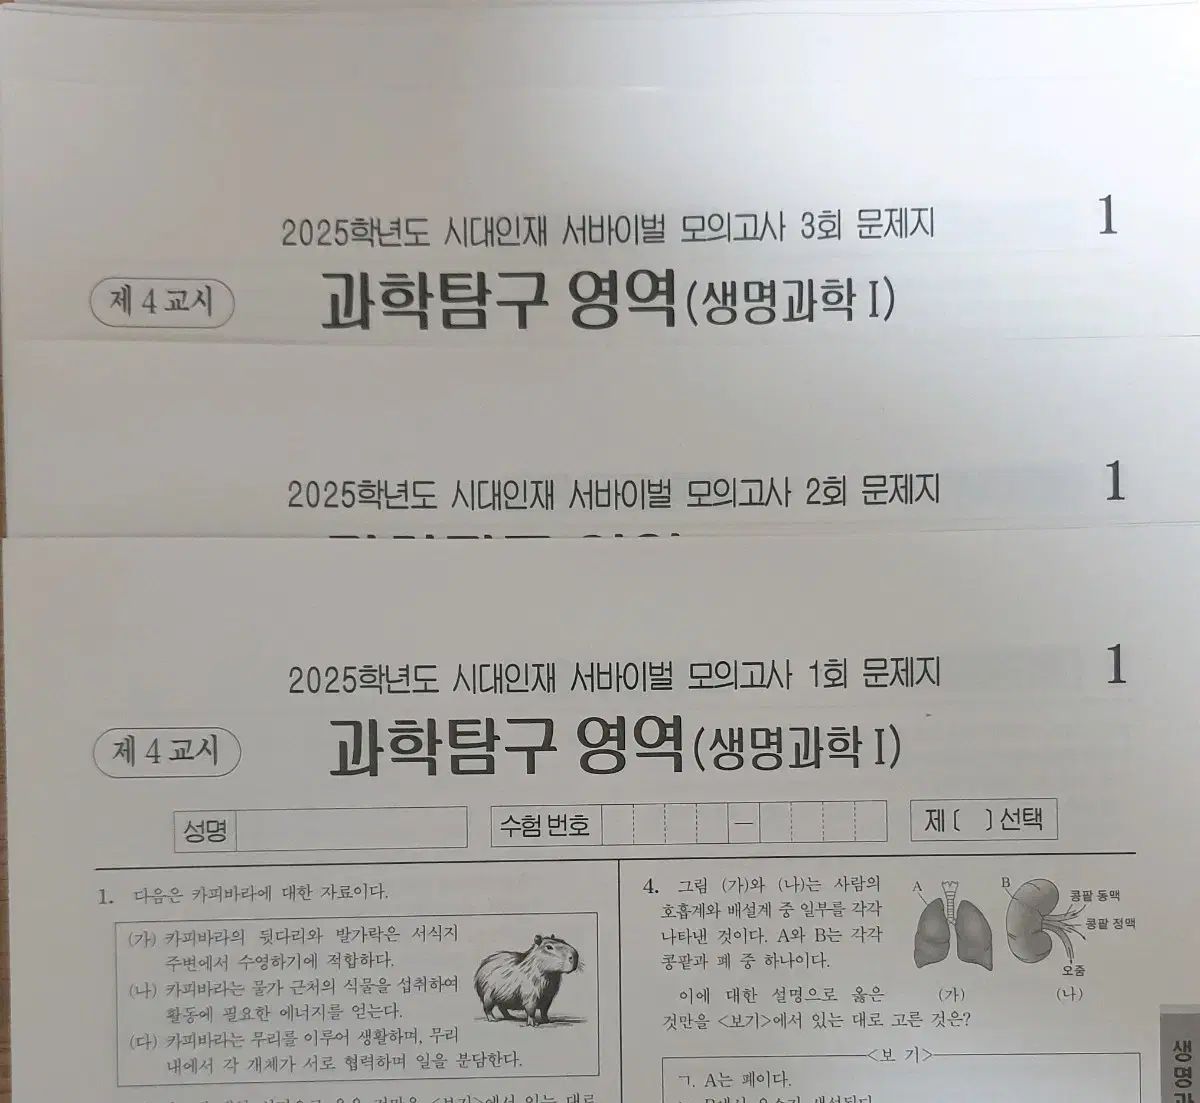 2025학년도 시대인재 서바이벌 모의고사 3회 문제지
1
제 4 교시
과학탐구 영역(생명과학 I)
2025학년도 시대인재 서바이벌 모의고사 2회 문제지
1
2025학년도 시대인재 서바이벌 모의고사 1회 문제지
1
제 4 교시
과학탐구 영역(생명과학 I)
성명
수험 번호
—
제 [ ] 선택
1. 다음은 카피바라에 대한 자료이다.
(가) 카피바라의 뒷다리와 발가락은 서식지
주변에서 수영하기에 적합하다.
(나) 카피바라는 물가 근처의 식물을 섭취하여
활동에 필요한 에너지를 얻는다.
(다) 카피바라는 무리를 이루어 생활하며, 무리
내에서 각 개체가 서로 협력하며 일을 분담한다.
4. 그림 (가)와 (나)는 사람의
호흡계와 배설계 중 일부를 각각
나타낸 것이다. A와 B는 각각
콩팥과 폐 중 하나이다.
A
B
콩팥 동맥
콩팥 정맥
오줌
(가)
(나)
이에 대한 설명으로 옳은
것만을 <보기>에서 있는 대로 고른 것은?
<보 기>
ㄱ. A는 폐이다.
생명과